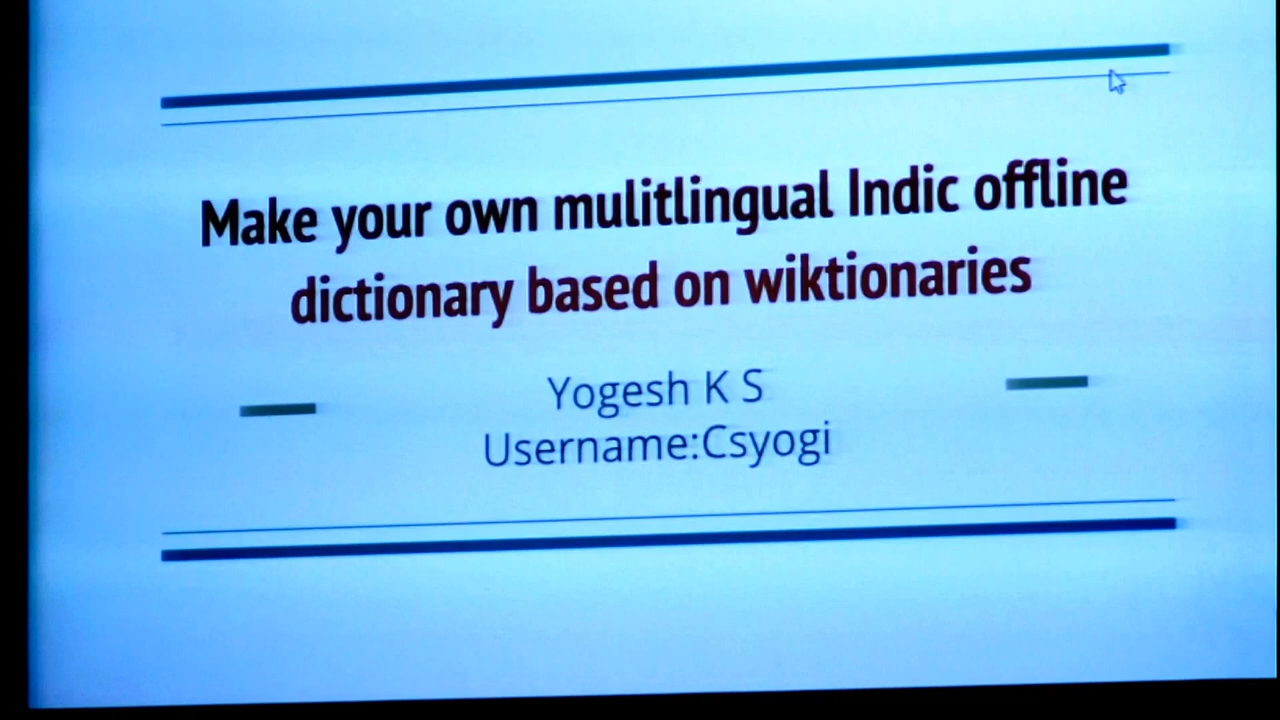 Make your own mulitlingual Indic offline
dictionary based on wiktionaries
Yogesh K S
Username:Csyogi